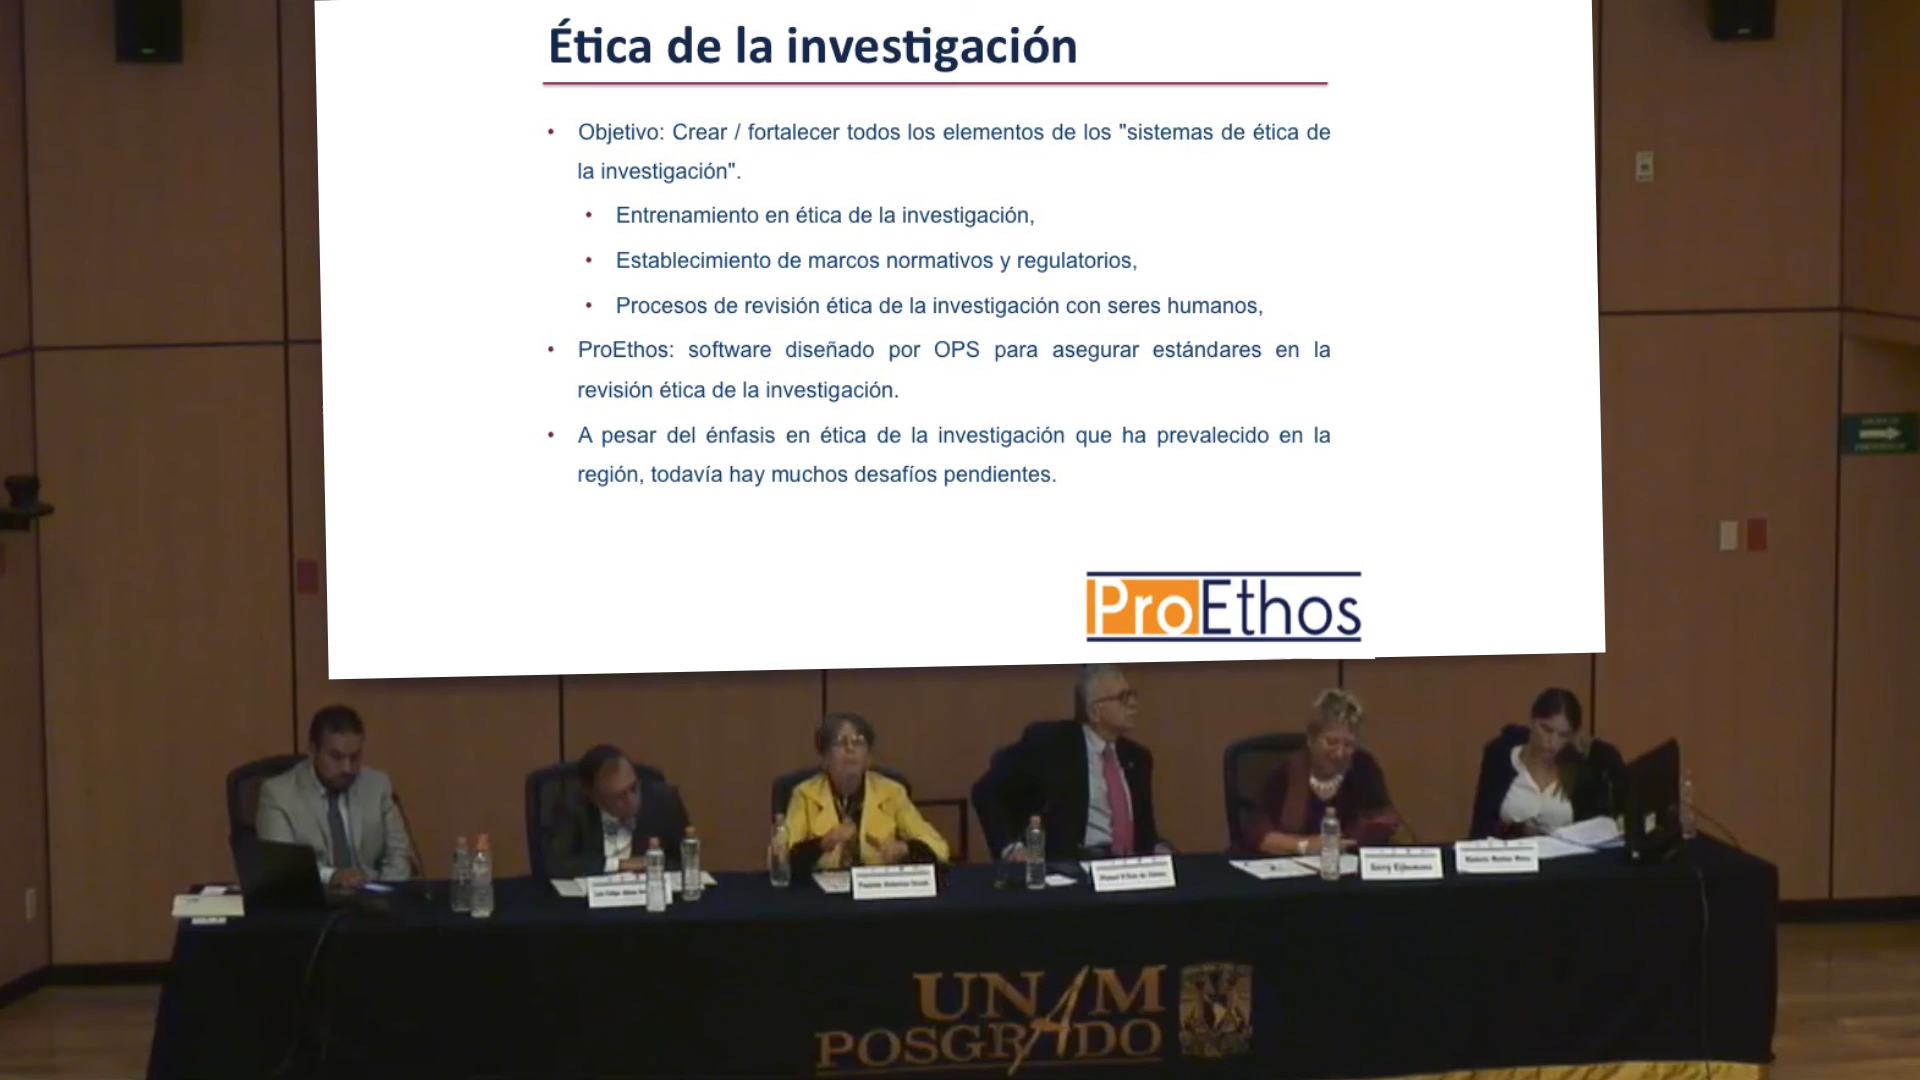 Ética de la investigación
• Objetivo: Crear / fortalecer todos los elementos de los "sistemas de ética de
la investigación".
• Entrenamiento en ética de la investigación,
• Establecimiento de marcos normativos y regulatorios,
• Procesos de revisión ética de la investigación con seres humanos,
• ProEthos: software diseñado por OPS para asegurar estándares en la
revisión ética de la investigación.
• A pesar del énfasis en ética de la investigación que ha prevalecido en la
región, todavía hay muchos desafíos pendientes.
ProEthos
UNAM
POSGRADO